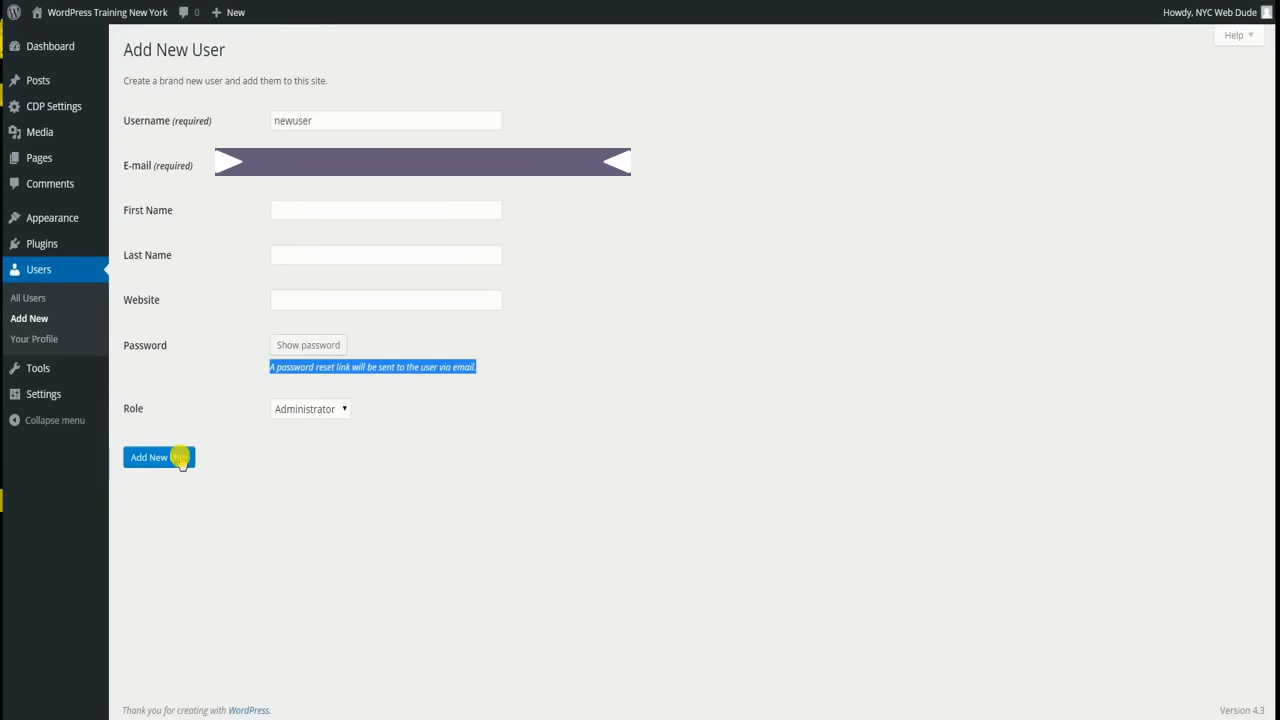 WordPress Training New York 0 New Howdy, NYC Web Dude
Help
Dashboard
Posts
CDP Settings
Media
Pages
Comments
Appearance
Plugins
Users
All Users
Add New
Your Profile
Tools
Settings
Collapse menu
Add New User
Create a brand new user and add them to this site.
Username (required) newuser
E-mail (required)
First Name
Last Name
Website
Password Show password
A password reset link will be sent to the user via email.
Role Administrator
Add New
Thank you for creating with WordPress. Version 4.3